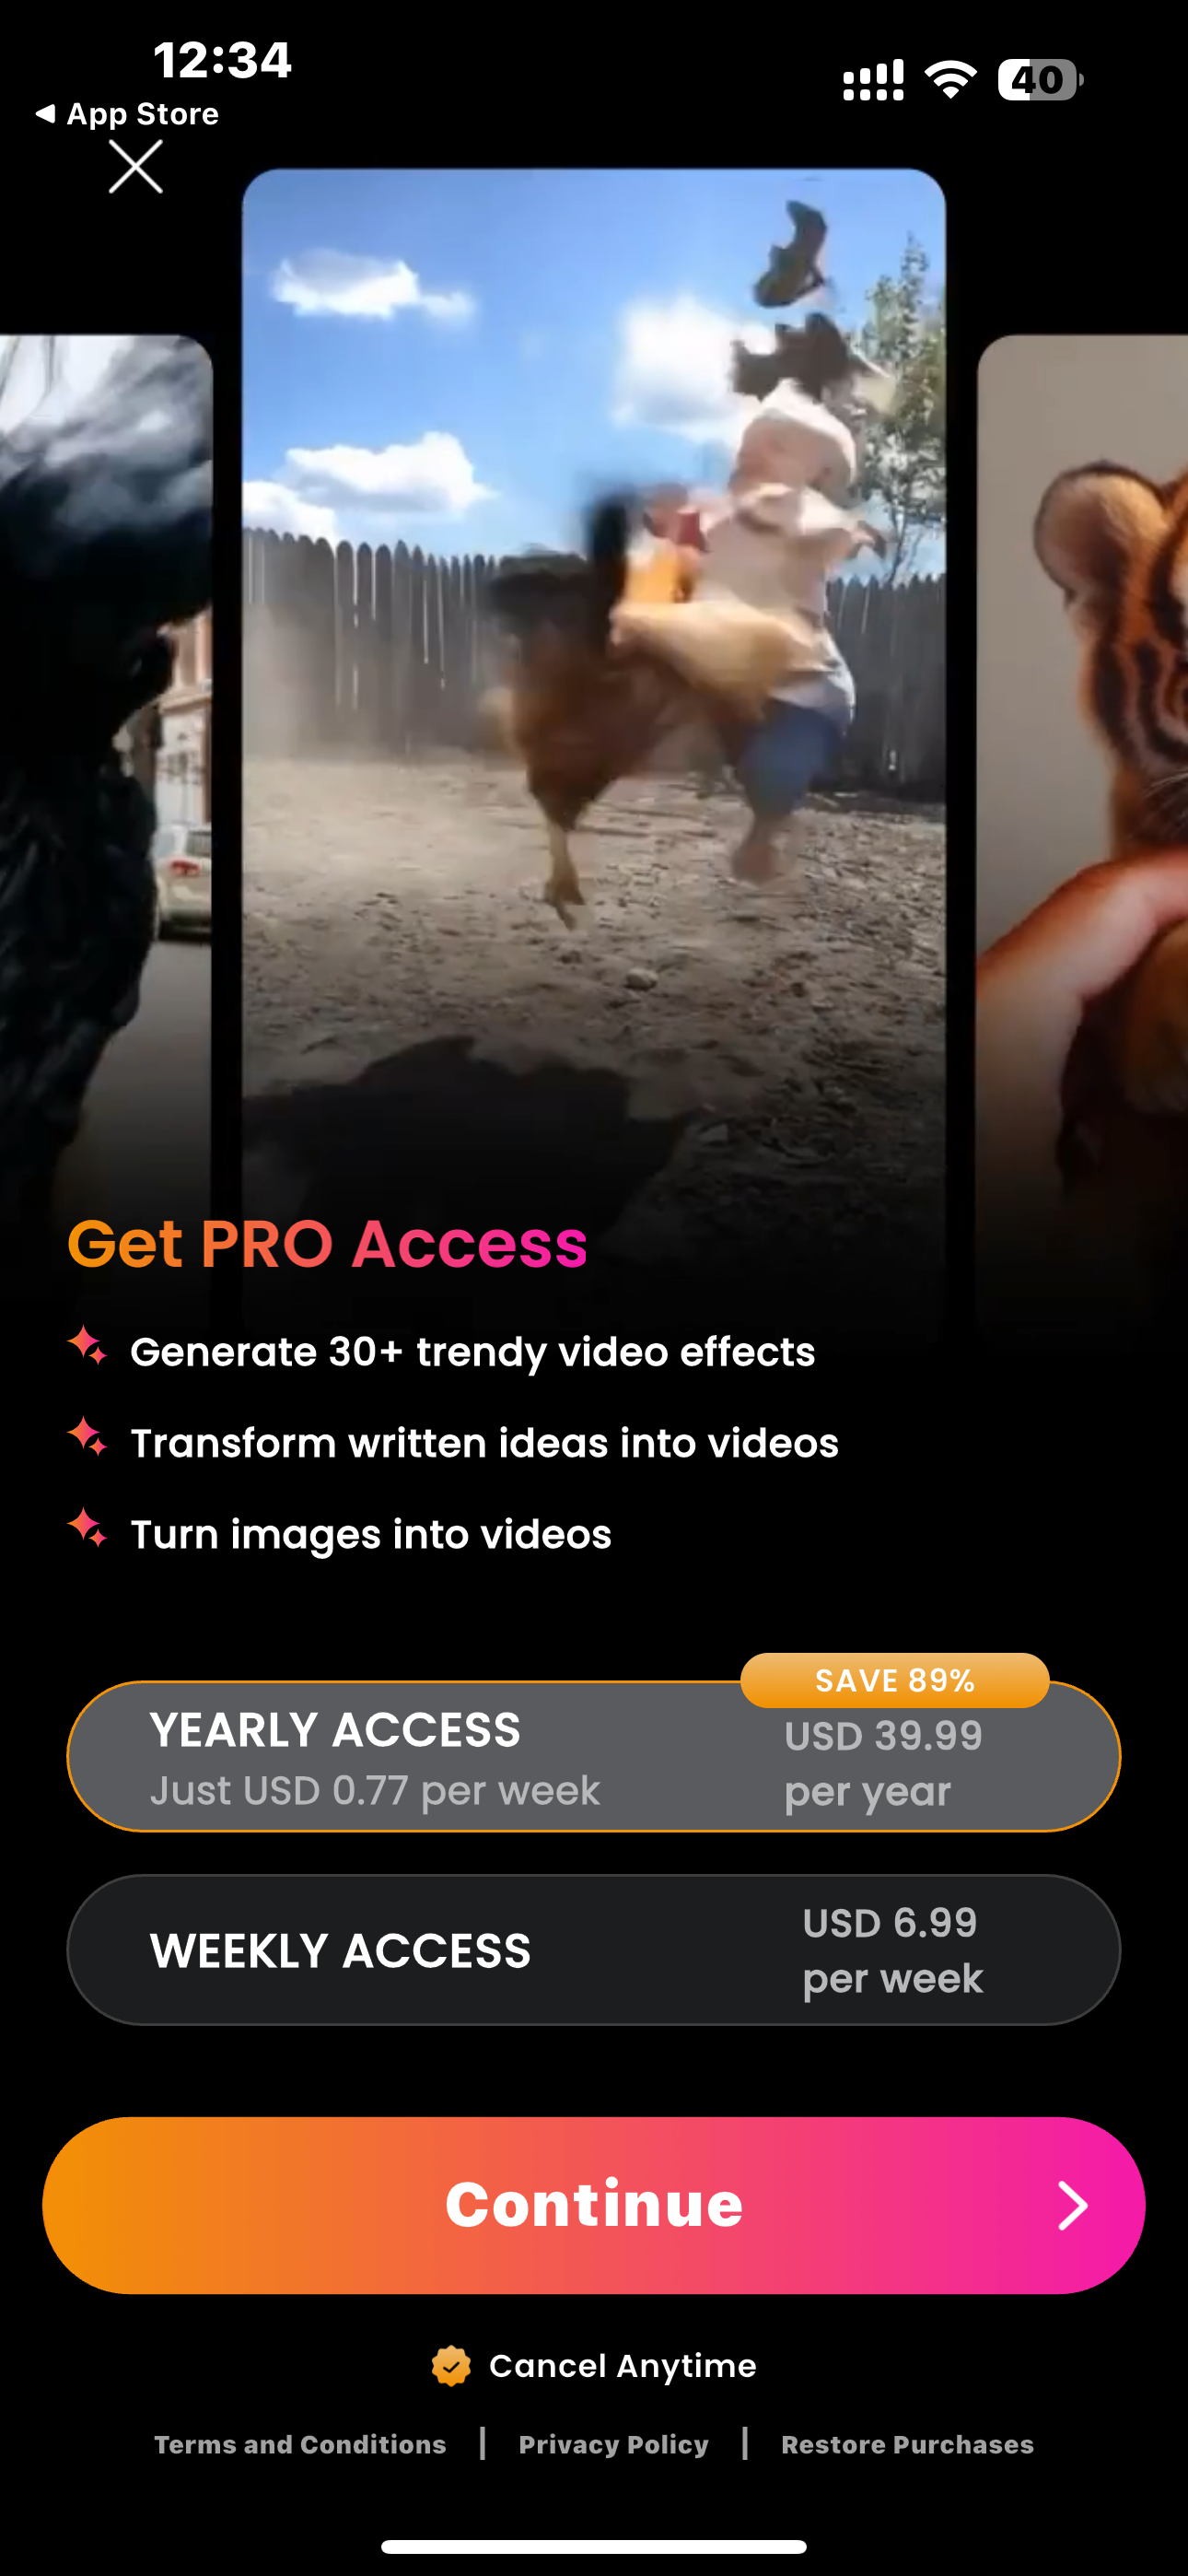 12:34
40
◀ App Store
Get PRO Access
Generate 30+ trendy video effects
Transform written ideas into videos
Turn images into videos
SAVE 89%
YEARLY ACCESS
Just USD 0.77 per week
USD 39.99
per year
WEEKLY ACCESS
USD 6.99
per week
Continue
Cancel Anytime
Terms and Conditions | Privacy Policy | Restore Purchases